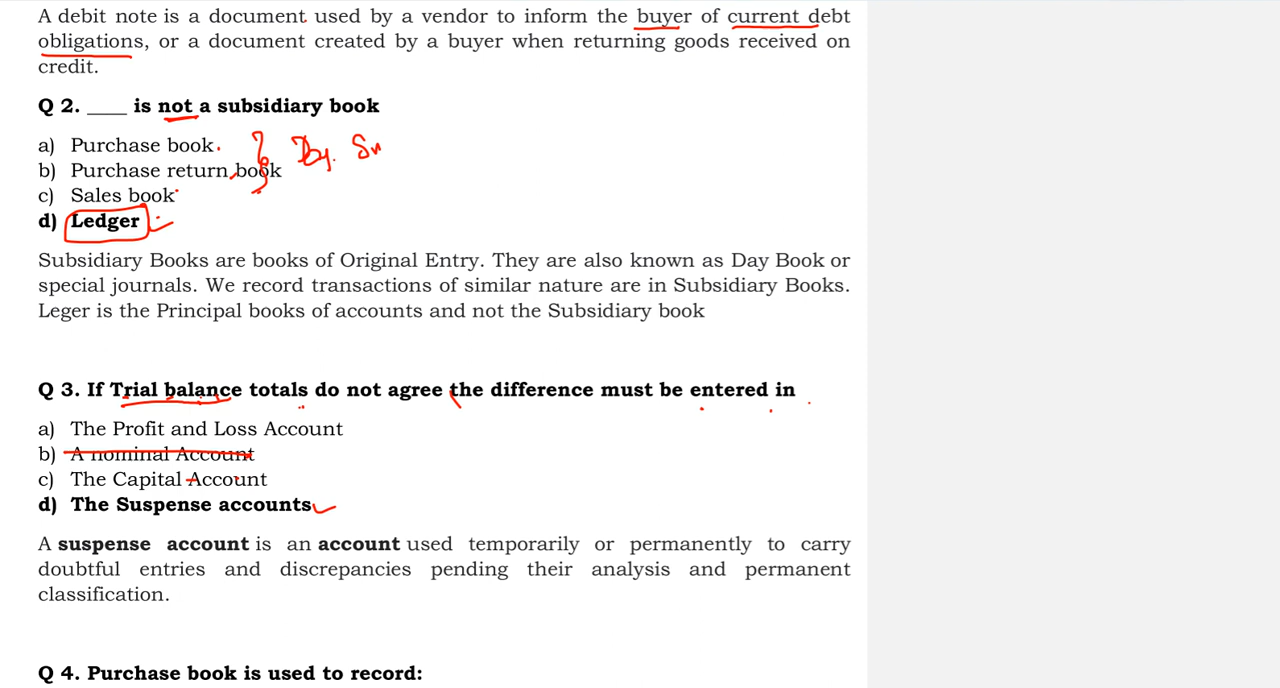 A debit note is a document used by a vendor to inform the buyer of current debt
obligations, or a document created by a buyer when returning goods received on
credit.
Q 2. ____ is not a subsidiary book
a) Purchase book
b) Purchase return book
c) Sales book
d) Ledger
Subsidiary Books are books of Original Entry. They are also known as Day Book or
special journals. We record transactions of similar nature are in Subsidiary Books.
Leger is the Principal books of accounts and not the Subsidiary book
Q 3. If Trial balance totals do not agree the difference must be entered in
a) The Profit and Loss Account
b) A nominal Account
c) The Capital Account
d) The Suspense accounts
A suspense account is an account used temporarily or permanently to carry
doubtful entries and discrepancies pending their analysis and permanent
classification.
Q 4. Purchase book is used to record: